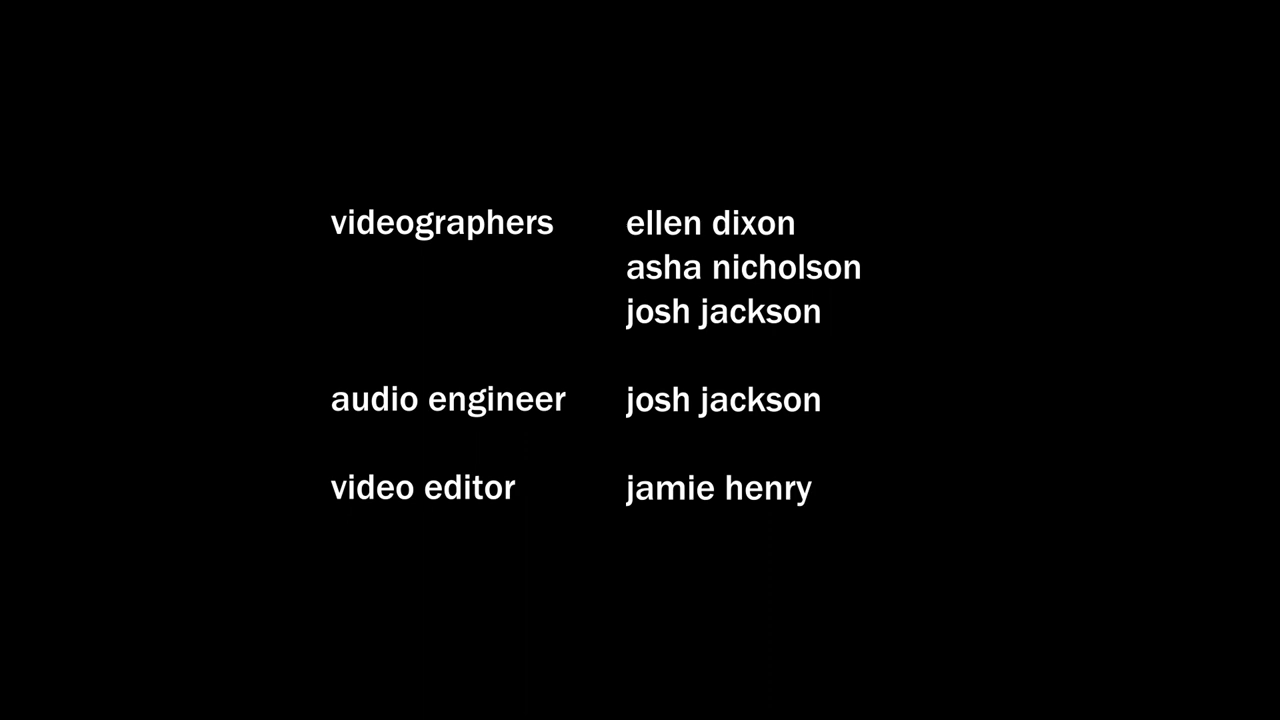 videographers ellen dixon
asha nicholson
josh jackson
audio engineer josh jackson
video editor jamie henry